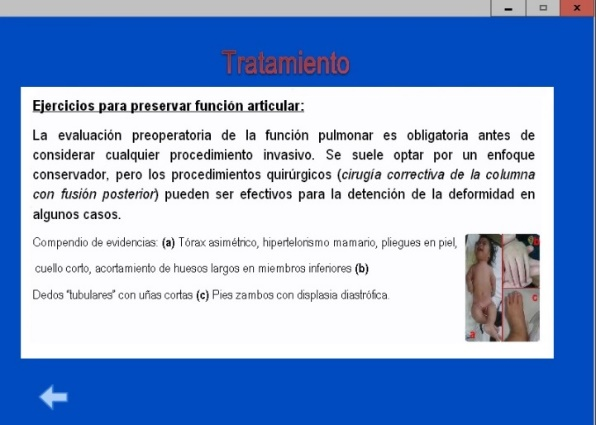 Tratamiento
Ejercicios para preservar función articular:
La evaluación preoperatoria de la función pulmonar es obligatoria antes de
considerar cualquier procedimiento invasivo. Se suele optar por un enfoque
conservador, pero los procedimientos quirúrgicos (cirugía correctiva de la columna
con fusión posterior) pueden ser efectivos para la detención de la deformidad en
algunos casos.
Compendio de evidencias: (a) Tórax asimétrico, hipertelorismo mamario, pliegues en piel,
cuello corto, acortamiento de huesos largos en miembros inferiores (b)
Dedos "tubulares" con uñas cortas (c) Pies zambos con displasia diastrófica.
b
c
a